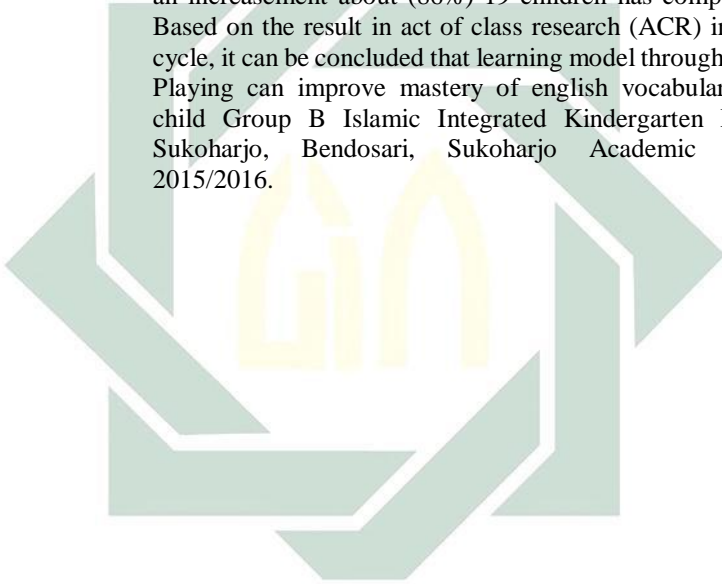 an increasement about (86%) 19 children has comp
Based on the result in act of class research (ACR) in
cycle, it can be concluded that learning model through
Playing can improve mastery of english vocabular
child Group B Islamic Integrated Kindergarten
Sukoharjo, Bendosari, Sukoharjo Academic
2015/2016.